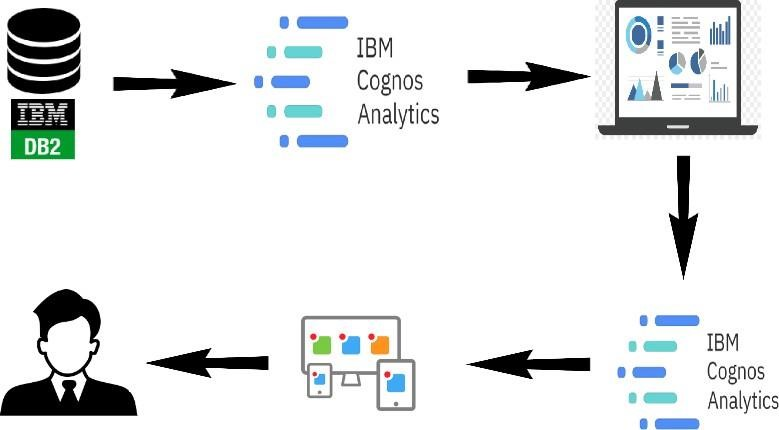 IBM
DB2
IBM
Cognos
Analytics
IBM
Cognos
Analytics